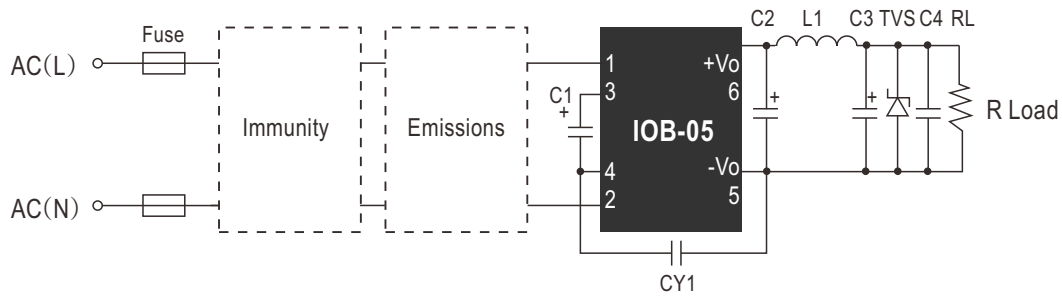 C2 L1 C3 TVS C4 RL
Fuse
AC(L)
1
+Vo
C1
3
6
+
+
+
R Load
Immunity
Emissions
IOB-05
4
-Vo
2
5
AC(N)
CY1